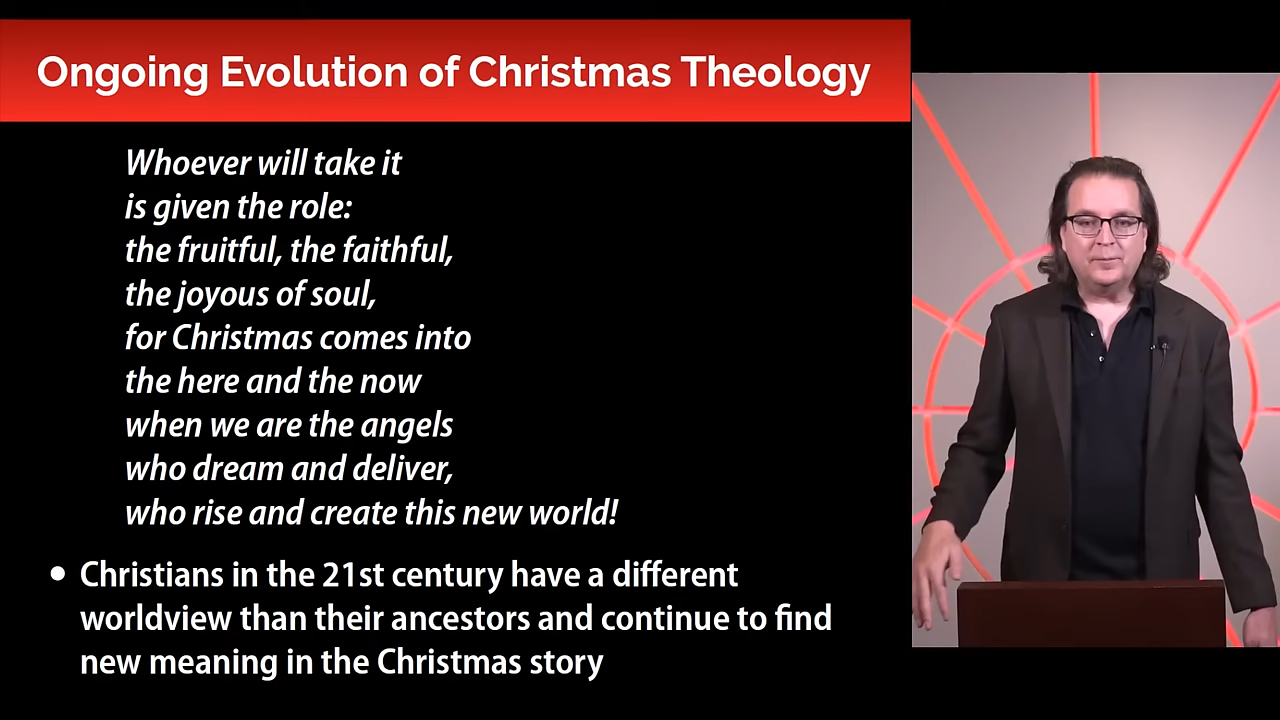 Ongoing Evolution of Christmas Theology
Whoever will take it
is given the role:
the fruitful, the faithful,
the joyous of soul,
for Christmas comes into
the here and the now
when we are the angels
who dream and deliver,
who rise and create this new world!
• Christians in the 21st century have a different
worldview than their ancestors and continue to find
new meaning in the Christmas story